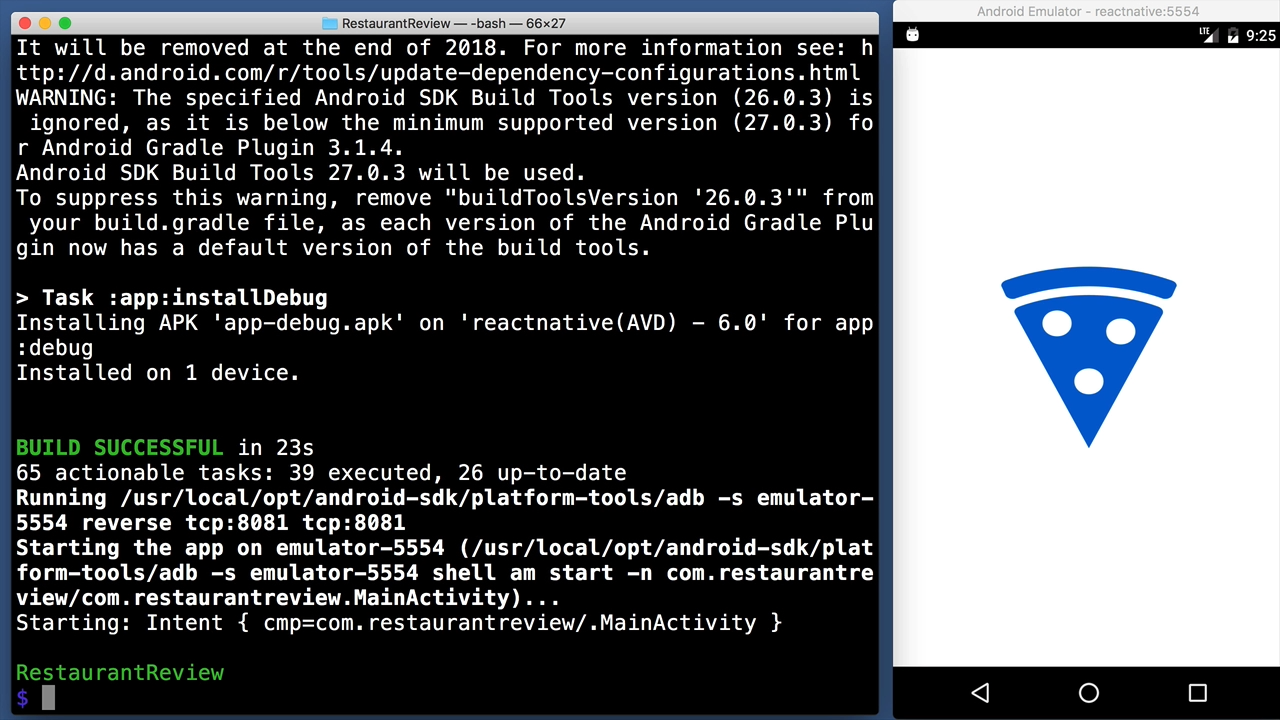 RestaurantReview — -bash — 66×27
It will be removed at the end of 2018. For more information see: h
ttp://d.android.com/r/tools/update-dependency-configurations.html
WARNING: The specified Android SDK Build Tools version (26.0.3) is
ignored, as it is below the minimum supported version (27.0.3) fo
r Android Gradle Plugin 3.1.4.
Android SDK Build Tools 27.0.3 will be used.
To suppress this warning, remove "buildToolsVersion '26.0.3'" from
your build.gradle file, as each version of the Android Gradle Plu
gin now has a default version of the build tools.
> Task :app:installDebug
Installing APK 'app-debug.apk' on 'reactnative(AVD) - 6.0' for app
:debug
Installed on 1 device.
BUILD SUCCESSFUL in 23s
65 actionable tasks: 39 executed, 26 up-to-date
Running /usr/local/opt/android-sdk/platform-tools/adb -s emulator-
5554 reverse tcp:8081 tcp:8081
Starting the app on emulator-5554 (/usr/local/opt/android-sdk/plat
form-tools/adb -s emulator-5554 shell am start -n com.restaurantre
view/com.restaurantreview.MainActivity)...
Starting: Intent { cmp=com.restaurantreview/.MainActivity }
RestaurantReview
$
Android Emulator - reactnative:5554
LTE 9:25